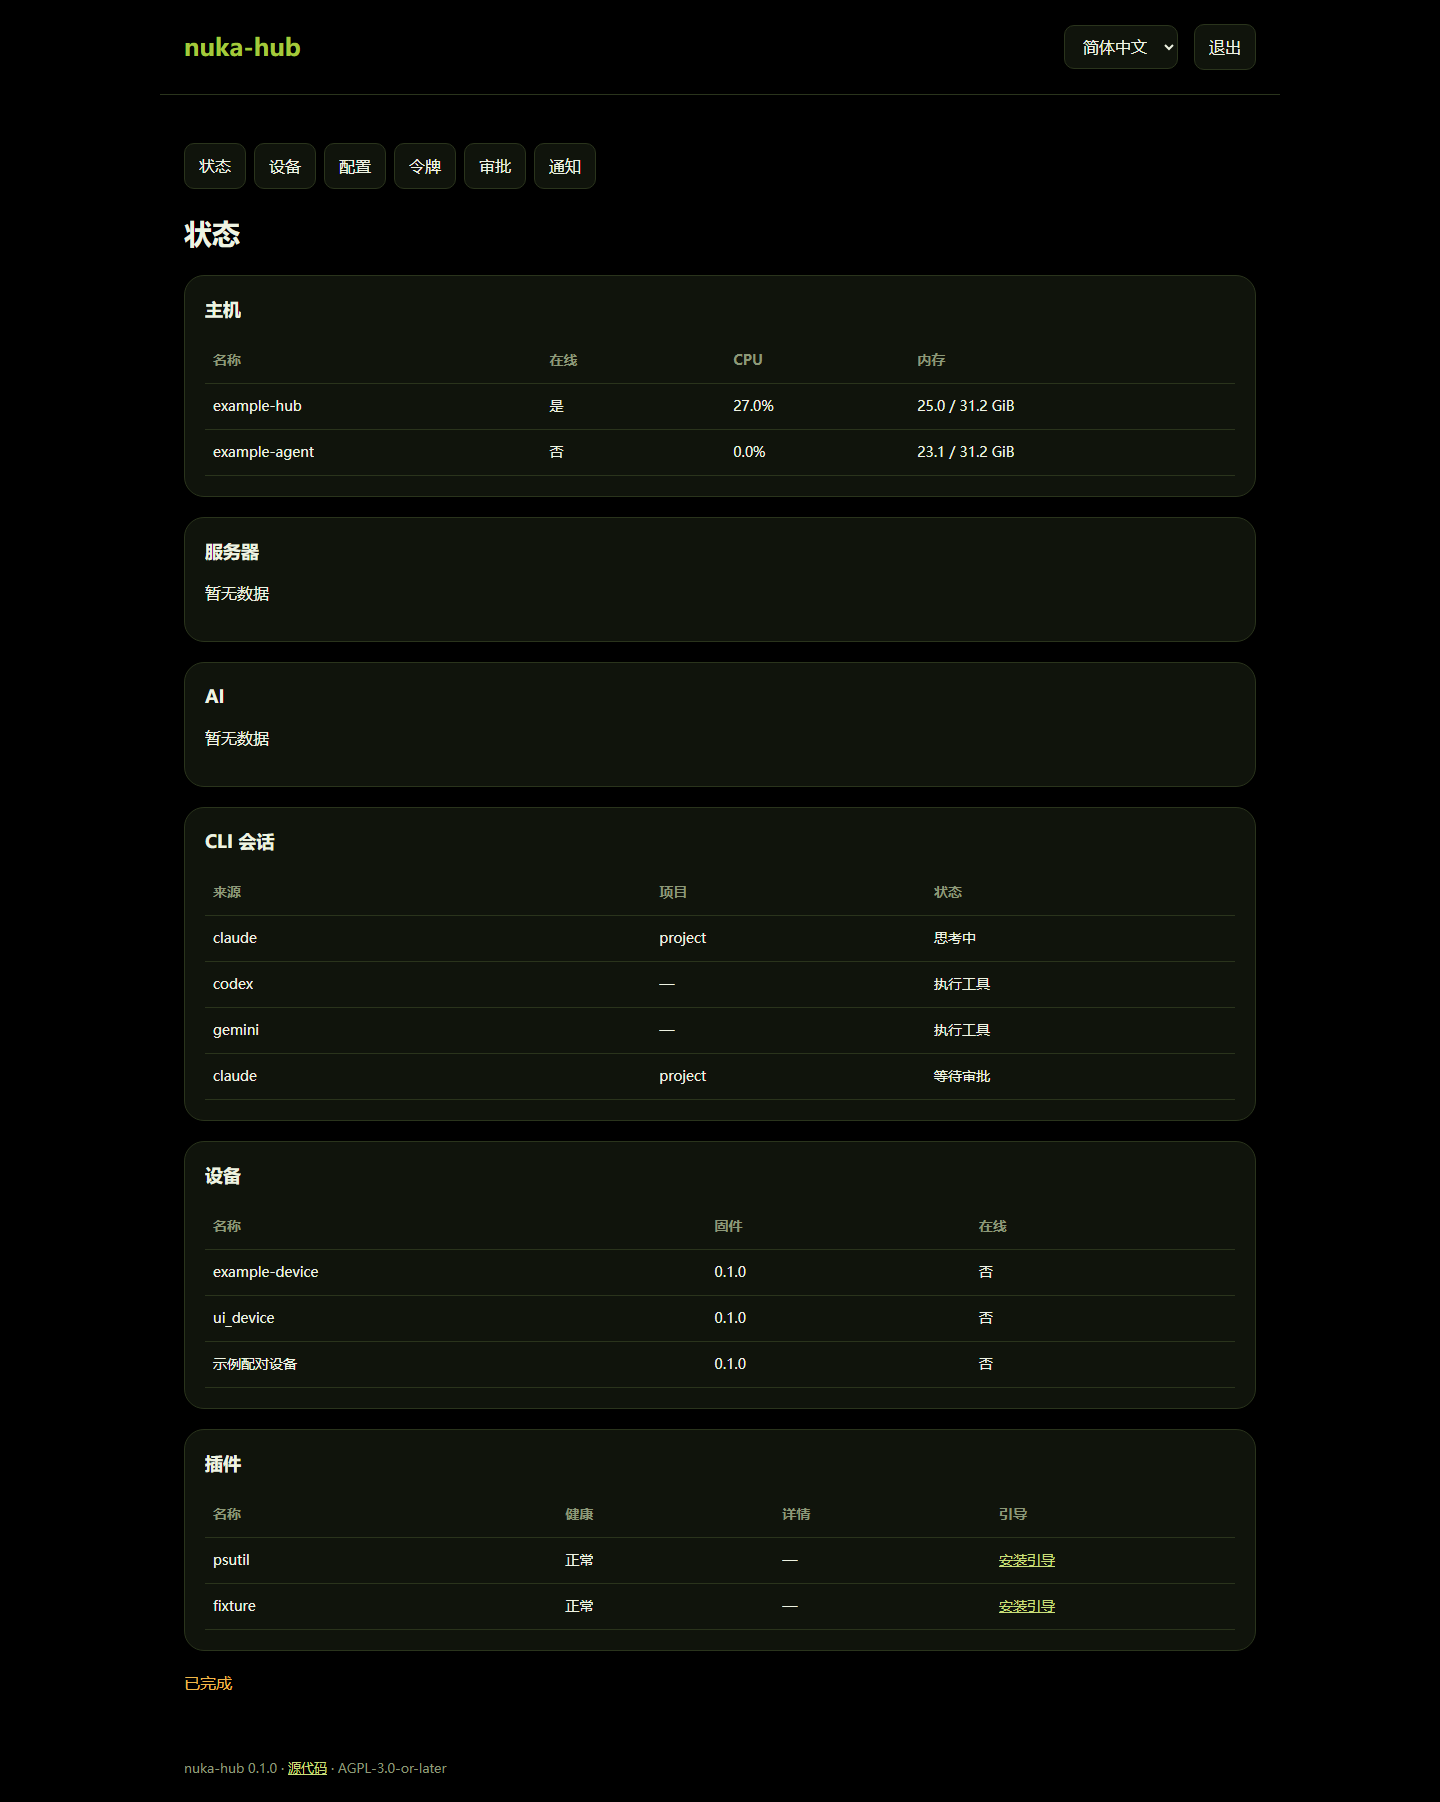 nuka-hub 简体中文 退出
状态 设备 配置 令牌 审批 通知
状态
主机
名称 在线 CPU 内存
example-hub 是 27.0% 25.0 / 31.2 GiB
example-agent 否 0.0% 23.1 / 31.2 GiB
服务器
暂无数据
AI
暂无数据
CLI 会话
来源 项目 状态
claude project 思考中
codex — 执行工具
gemini — 执行工具
claude project 等待审批
设备
名称 固件 在线
example-device 0.1.0 否
ui_device 0.1.0 否
示例配对设备 0.1.0 否
插件
名称 健康 详情 引导
psutil 正常 — 安装引导
fixture 正常 — 安装引导
已完成
nuka-hub 0.1.0 · 源代码 · AGPL-3.0-or-later